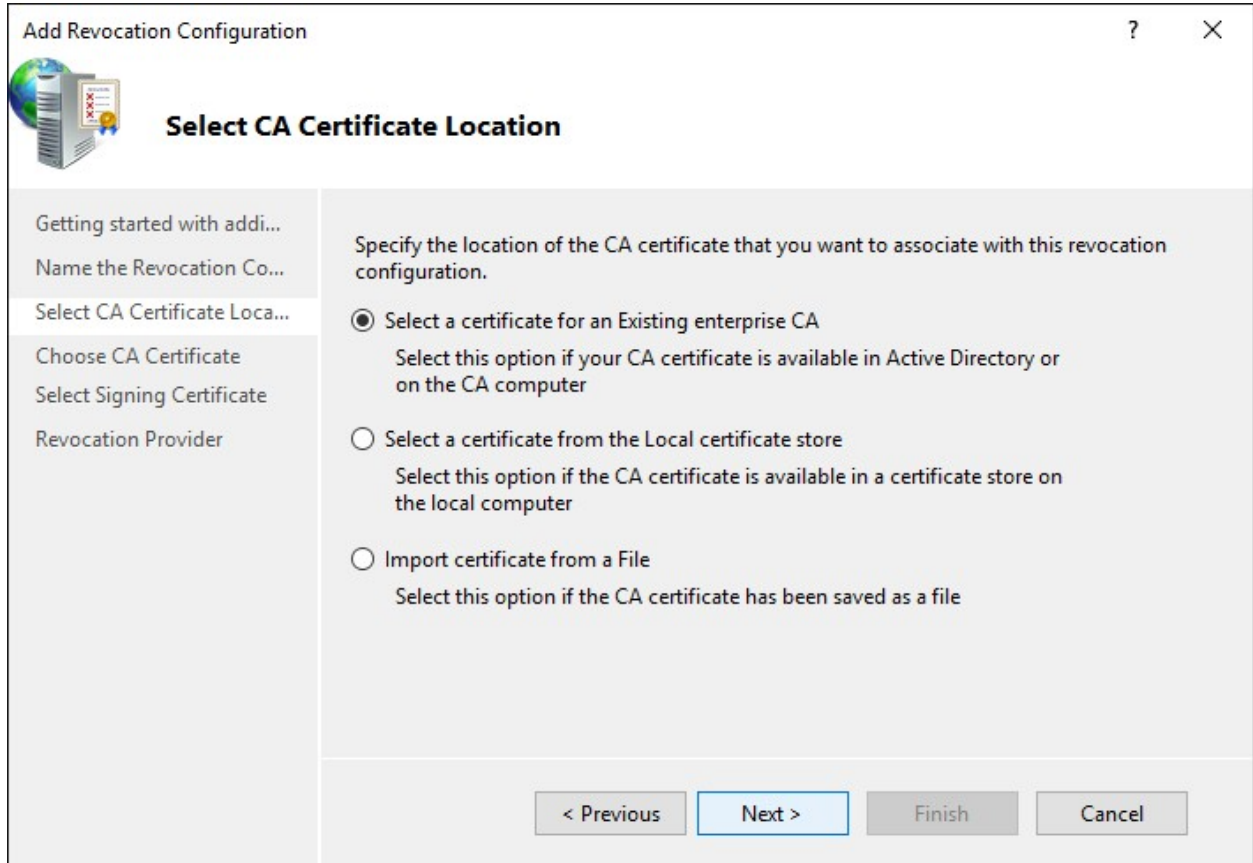 Add Revocation Configuration
?
Select CA Certificate Location
Getting started with addi...
Name the Revocation Co...
Select CA Certificate Loca...
Choose CA Certificate
Select Signing Certificate
Revocation Provider
Specify the location of the CA certificate that you want to associate with this revocation
configuration.
Select a certificate for an Existing enterprise CA
Select this option if your CA certificate is available in Active Directory or
on the CA computer
Select a certificate from the Local certificate store
Select this option if the CA certificate is available in a certificate store on
the local computer
Import certificate from a File
Select this option if the CA certificate has been saved as a file
< Previous
Next >
Finish
Cancel